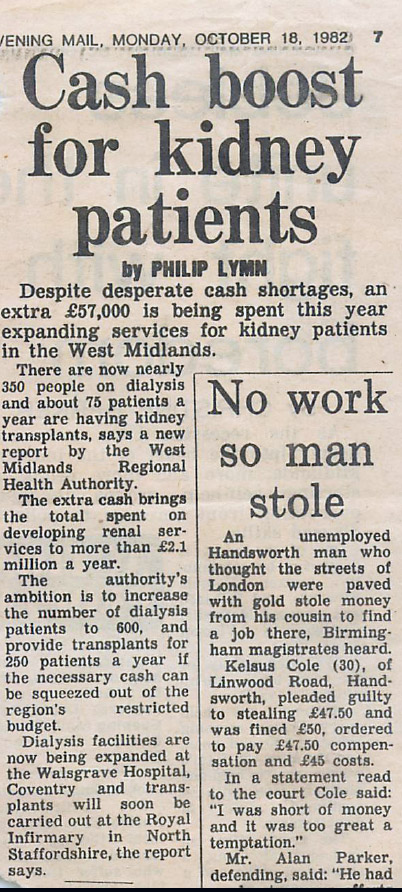 VENING MAIL, MONDAY, OCTOBER 18, 1982 7
Cash boost
for kidney
patients
by PHILIP LYMN
Despite desperate cash shortages, an
extra £57,000 is being spent this year
expanding services for kidney patients
in the West Midlands.
There are now nearly
350 people on dialysis
and about 75 patients a
year are having kidney
transplants, says a new
report by the West
Midlands Regional
Health Authority.
The extra cash brings
the total spent on
developing renal ser-
vices to more than £2.1
million a year.
The authority's
ambition is to increase
the number of dialysis
patients to 600, and
provide transplants for
250 patients a year if
the necessary cash can
be squeezed out of the
region's restricted
budget.
Dialysis facilities are
now being expanded at
the Walsgrave Hospital,
Coventry and trans-
plants will soon be
carried out at the Royal
Infirmary in North
Staffordshire, the report
says.
No work
so man
stole
An unemployed
Handsworth man who
thought the streets of
London were paved
with gold stole money
from his cousin to find
a job there, Birming-
ham magistrates heard.
Kelsus Cole (30), of
Linwood Road, Hand-
sworth, pleaded guilty
to stealing £47.50 and
was fined £50, ordered
to pay £47.50 compen-
sation and £45 costs.
In a statement read
to the court Cole said:
"I was short of money
and it was too great a
temptation."
Mr. Alan Parker,
defending, said: "He had